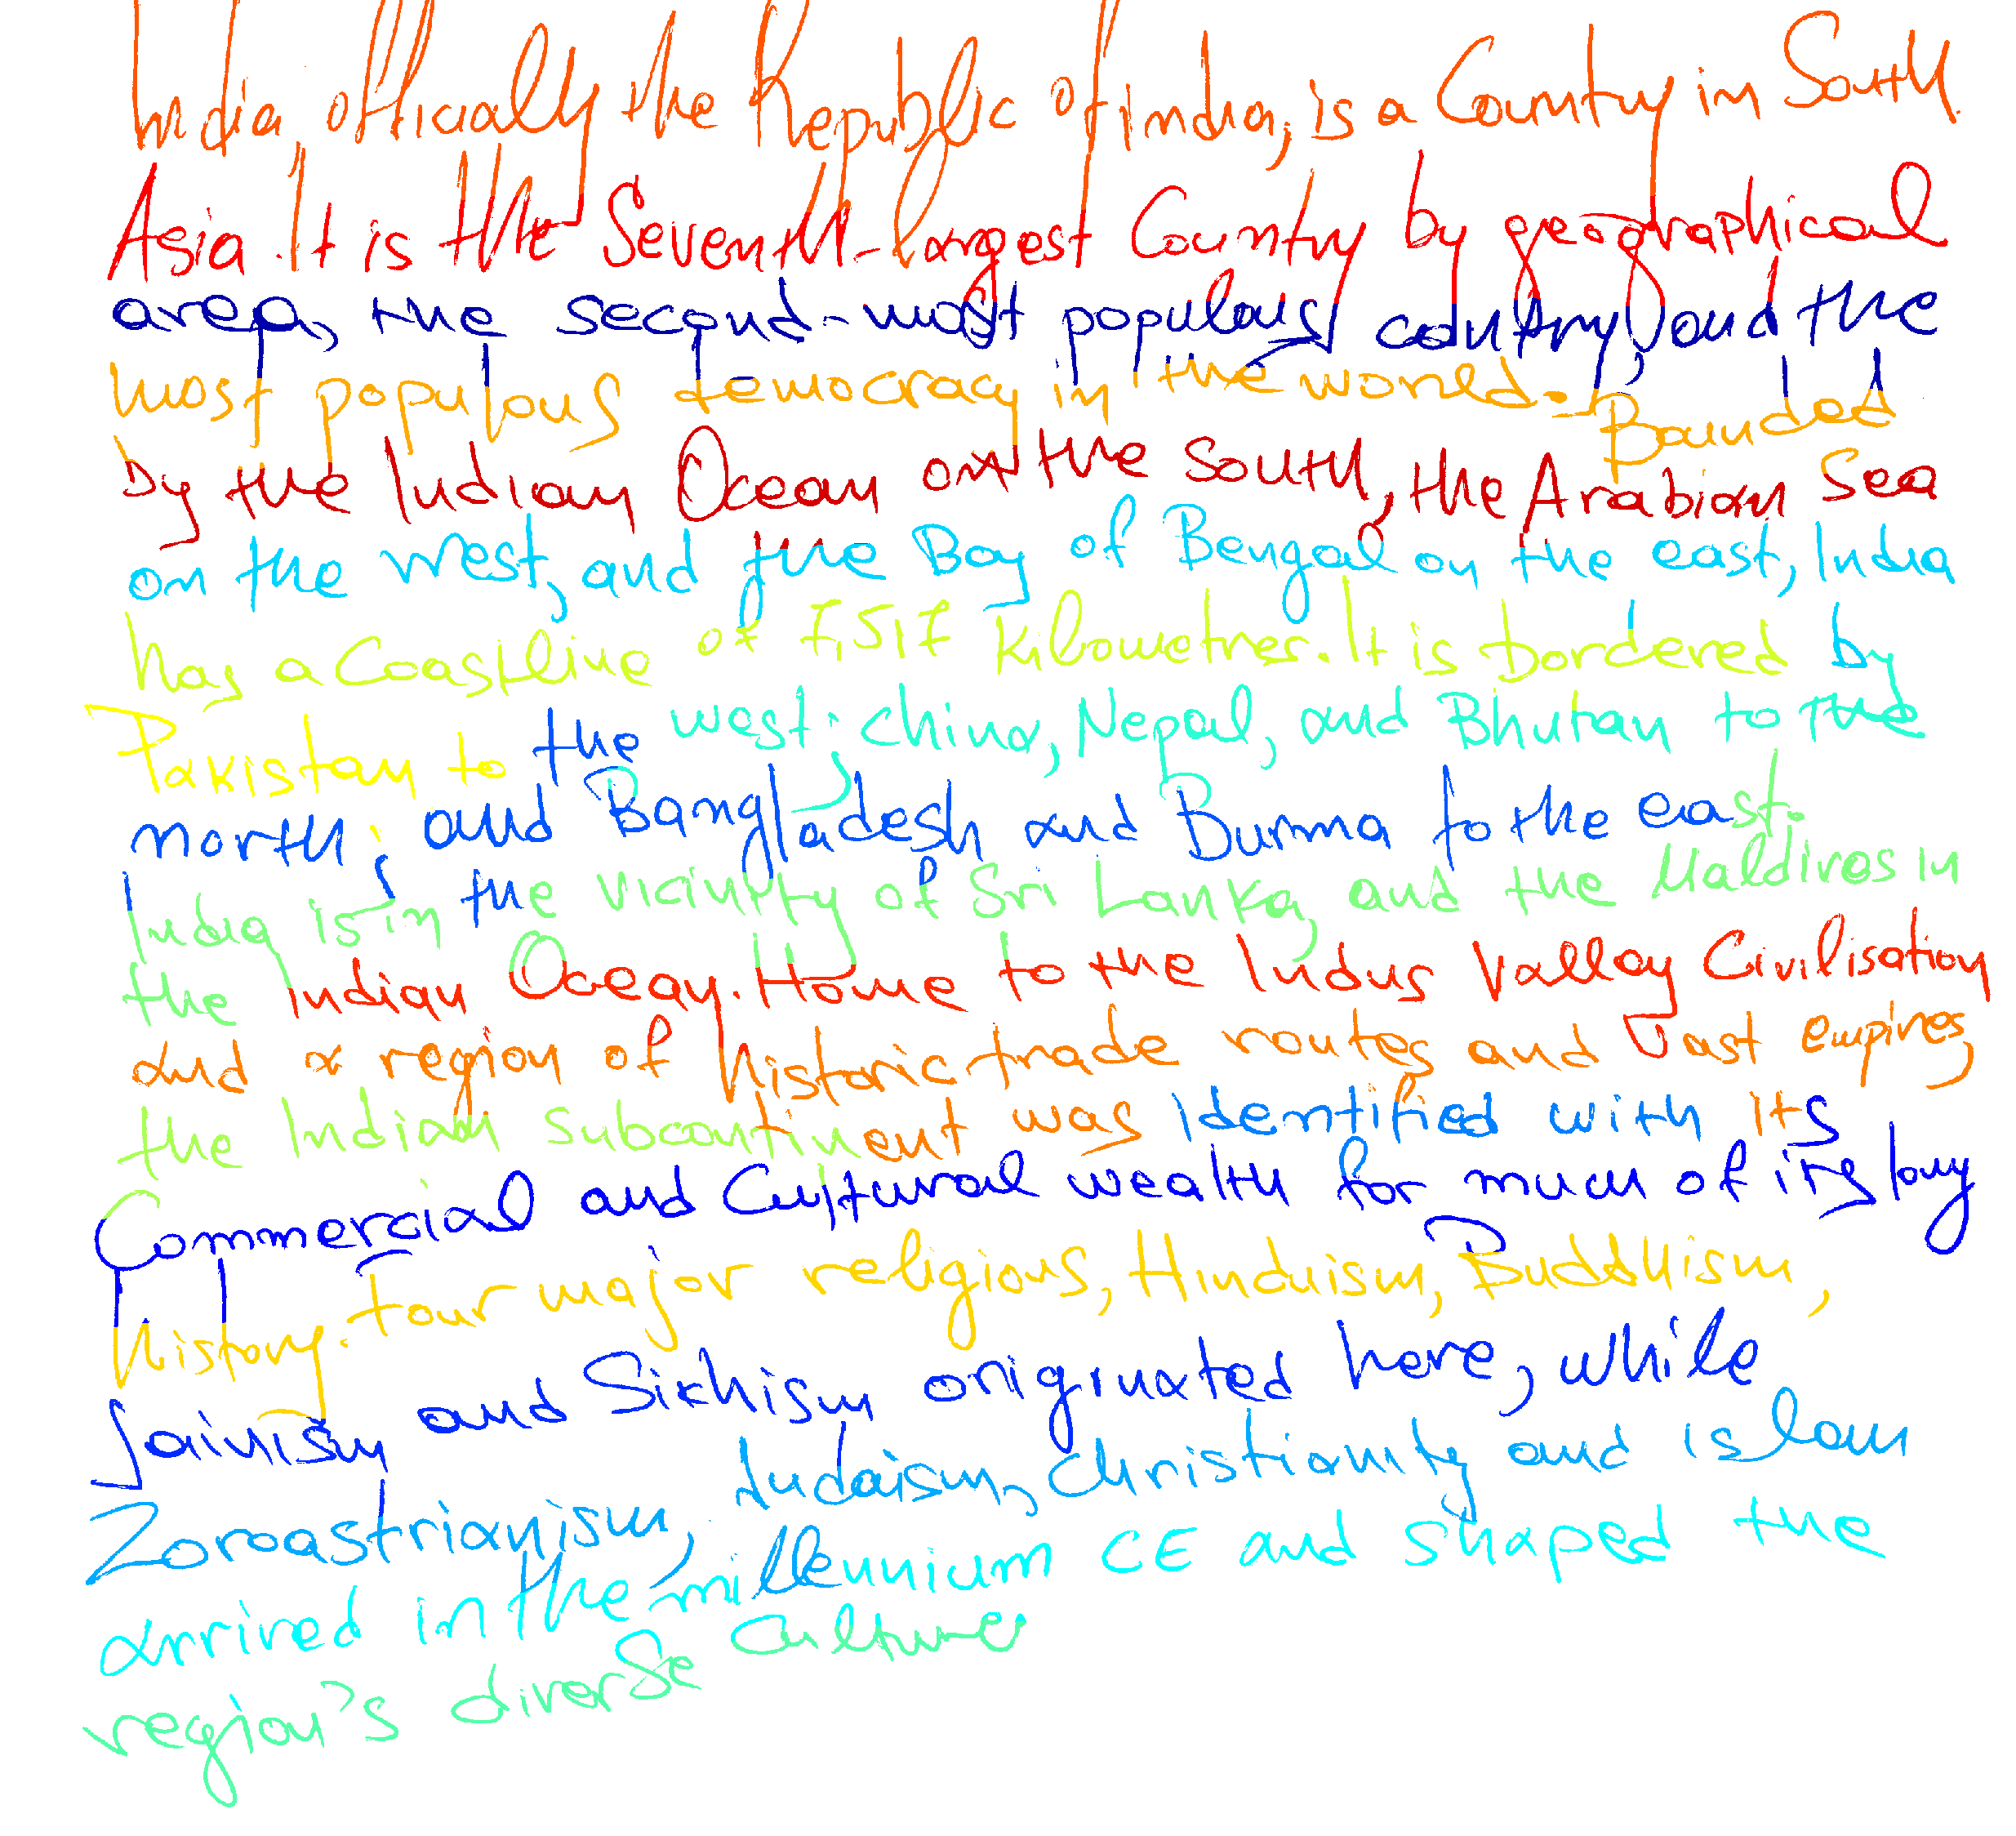 India, officially the Republic of india, is a Country in South
Asia. It is the Seventh-largest Country by geographical
area, the second-most populous country, and the
most populous democracy in the world. Bounded
by the Indian Ocean on the south, the Arabian Sea
on the west, and the Bay of Bengal on the east, India
has a coastline of 7,517 kilometres. It is bordered by
Pakistan to the west; china, Nepal, and Bhutan to the
north; and Bangladesh and Burma to the east.
India is in the vicinity of Sri Lanka, and the Maldives in
the Indian Ocean. Home to the Indus Valley Civilisation
and a region of historic trade routes and vast empires,
the Indian subcontinent was identified with its
Commercial and Cultural wealth for much of its long
history. Four major religious, Hinduism, Buddhism,
Jainism and Sikhism originated here, while
Zoroastrianism, Judaism, christianity and islam
arrived in the millennium CE and shaped the
region's diverse culture